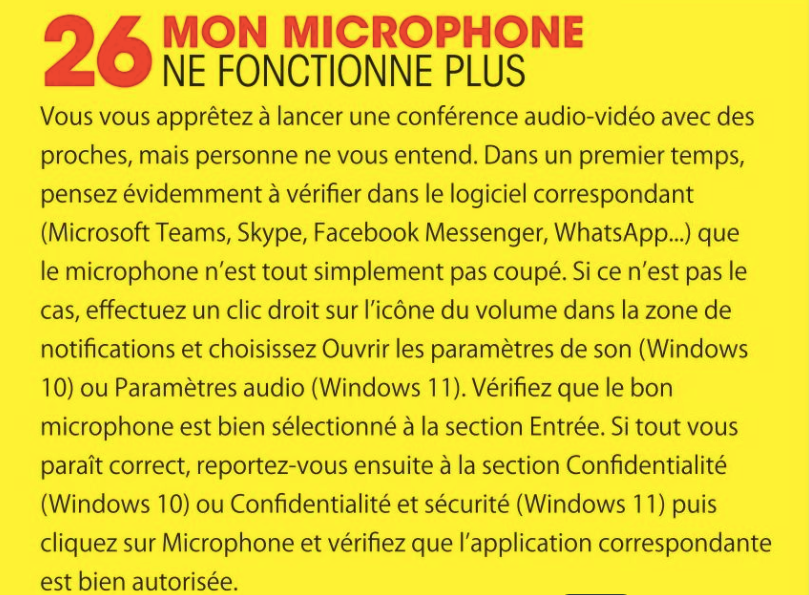 26 MON MICROPHONE
NE FONCTIONNE PLUS
Vous vous apprêtez à lancer une conférence audio-vidéo avec des
proches, mais personne ne vous entend. Dans un premier temps,
pensez évidemment à vérifier dans le logiciel correspondant
(Microsoft Teams, Skype, Facebook Messenger, WhatsApp...) que
le microphone n’est tout simplement pas coupé. Si ce n’est pas le
cas, effectuez un clic droit sur l’icône du volume dans la zone de
notifications et choisissez Ouvrir les paramètres de son (Windows
10) ou Paramètres audio (Windows 11). Vérifiez que le bon
microphone est bien sélectionné à la section Entrée. Si tout vous
paraît correct, reportez-vous ensuite à la section Confidentialité
(Windows 10) ou Confidentialité et sécurité (Windows 11) puis
cliquez sur Microphone et vérifiez que l’application correspondante
est bien autorisée.